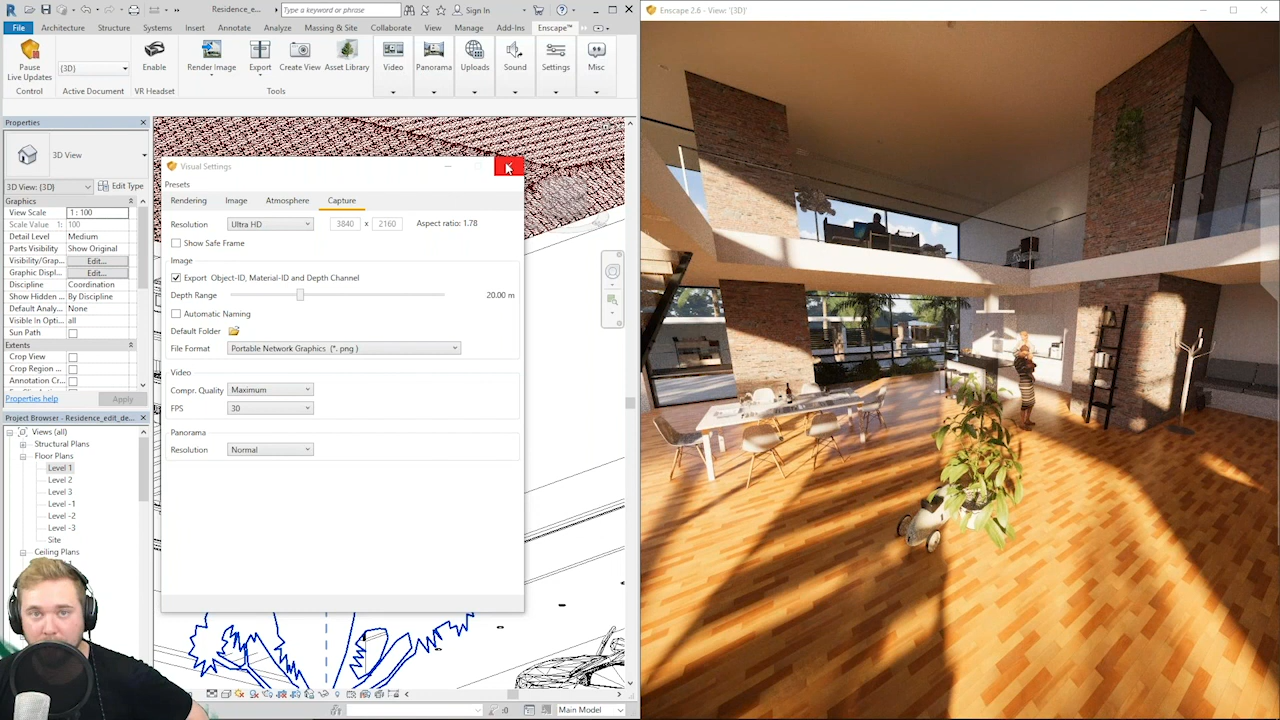 Residence_e...
Type a keyword or phrase
Sign In
Enscape 2.6 - View: '{3D}'
File Architecture Structure Systems Insert Annotate Analyze Massing & Site Collaborate View Manage Add-Ins Enscape™
Pause
Live Updates
{3D}
Enable
Render Image
Export
Create View
Asset Library
Video
Panorama
Uploads
Sound
Settings
Misc
Control
Active Document
VR Headset
Tools
Properties
3D View
3D View: {3D}
Edit Type
Graphics
View Scale 1 : 100
Scale Value 1: 100
Detail Level Medium
Parts Visibility Show Original
Visibility/Grap... Edit...
Graphic Displ... Edit...
Discipline Coordination
Show Hidden ... By Discipline
Default Analy... None
Visible In Opti... all
Sun Path
Extents
Crop View
Crop Region ...
Annotation Cr...
Properties help
Apply
Project Browser - Residence_edit_de...
Views (all)
Structural Plans
Floor Plans
Level 1
Level 2
Level 3
Level -1
Level -2
Level -3
Site
Ceiling Plans
Visual Settings
Presets
Rendering Image Atmosphere Capture
Resolution Ultra HD 3840 x 2160 Aspect ratio: 1.78
Show Safe Frame
Image
Export Object-ID, Material-ID and Depth Channel
Depth Range 20.00 m
Automatic Naming
Default Folder
File Format Portable Network Graphics (*. png )
Video
Compr. Quality Maximum
FPS 30
Panorama
Resolution Normal
:0
Main Model